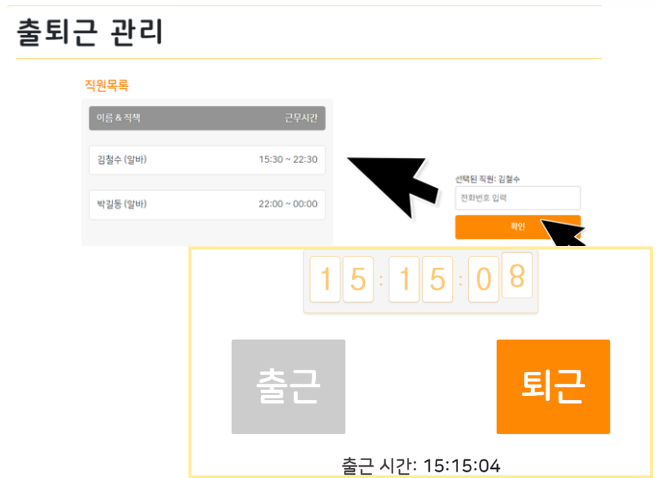 출퇴근 관리
직원목록
이름 & 직책 근무시간
김철수 (알바) 15:30 ~ 22:30
박길동 (알바) 22:00 ~ 00:00
선택된 직원: 김철수
전화번호 입력
확인
15:15:08
출근 퇴근
출근 시간: 15:15:04